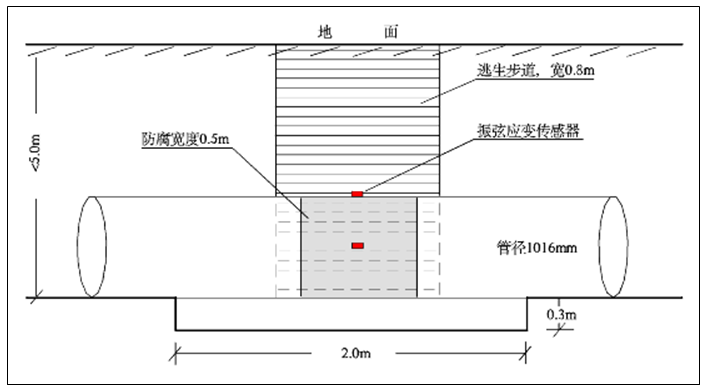 地 面
逃生步道，宽0.8m
振弦应变传感器
防腐宽度0.5m
<5.0m
管径1016mm
0.3m
2.0m